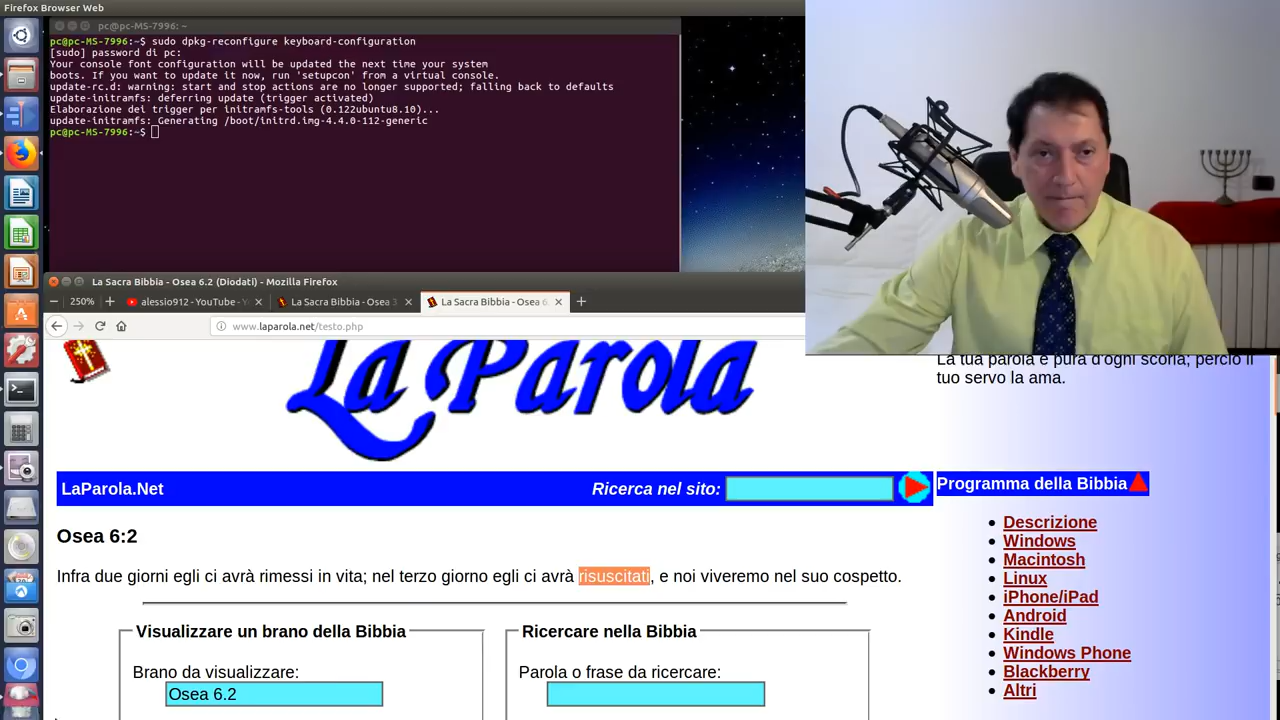 Firefox Browser Web
pc@pc-MS-7996: ~
pc@pc-MS-7996:~$ sudo dpkg-reconfigure keyboard-configuration
[sudo] password di pc:
Your console font configuration will be updated the next time your system
boots. If you want to update it now, run 'setupcon' from a virtual console.
update-rc.d: warning: start and stop actions are no longer supported; falling back to defaults
update-initramfs: deferring update (trigger activated)
Elaborazione dei trigger per initramfs-tools (0.122ubuntu8.10)...
update-initramfs: Generating /boot/initrd.img-4.4.0-112-generic
pc@pc-MS-7996:~$
La Sacra Bibbia - Osea 6.2 (Diodati) - Mozilla Firefox
250%
alessio912 - YouTube -
La Sacra Bibbia - Osea 3
La Sacra Bibbia - Osea 6.
www.laparola.net/testo.php
La Parola
La tua parola è pura d'ogni scoria; perciò il
tuo servo la ama.
LaParola.Net
Ricerca nel sito:
Programma della Bibbia
Descrizione
Windows
Macintosh
Linux
iPhone/iPad
Android
Kindle
Windows Phone
Blackberry
Altri
Osea 6:2
Infra due giorni egli ci avrà rimessi in vita; nel terzo giorno egli ci avrà risuscitati, e noi viveremo nel suo cospetto.
Visualizzare un brano della Bibbia
Brano da visualizzare:
Osea 6.2
Ricercare nella Bibbia
Parola o frase da ricercare: